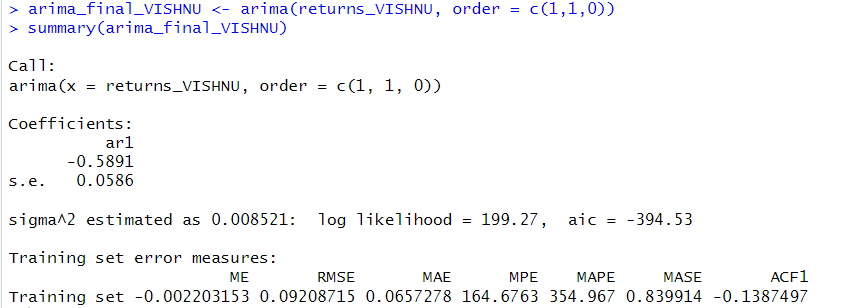 > arima_final_VISHNU <- arima(returns_VISHNU, order = c(1,1,0))
> summary(arima_final_VISHNU)
Call:
arima(x = returns_VISHNU, order = c(1, 1, 0))
Coefficients:
ar1
-0.5891
s.e. 0.0586
sigma^2 estimated as 0.008521: log likelihood = 199.27, aic = -394.53
Training set error measures:
ME RMSE MAE MPE MAPE MASE ACF1
Training set -0.002203153 0.09208715 0.0657278 164.6763 354.967 0.839914 -0.1387497